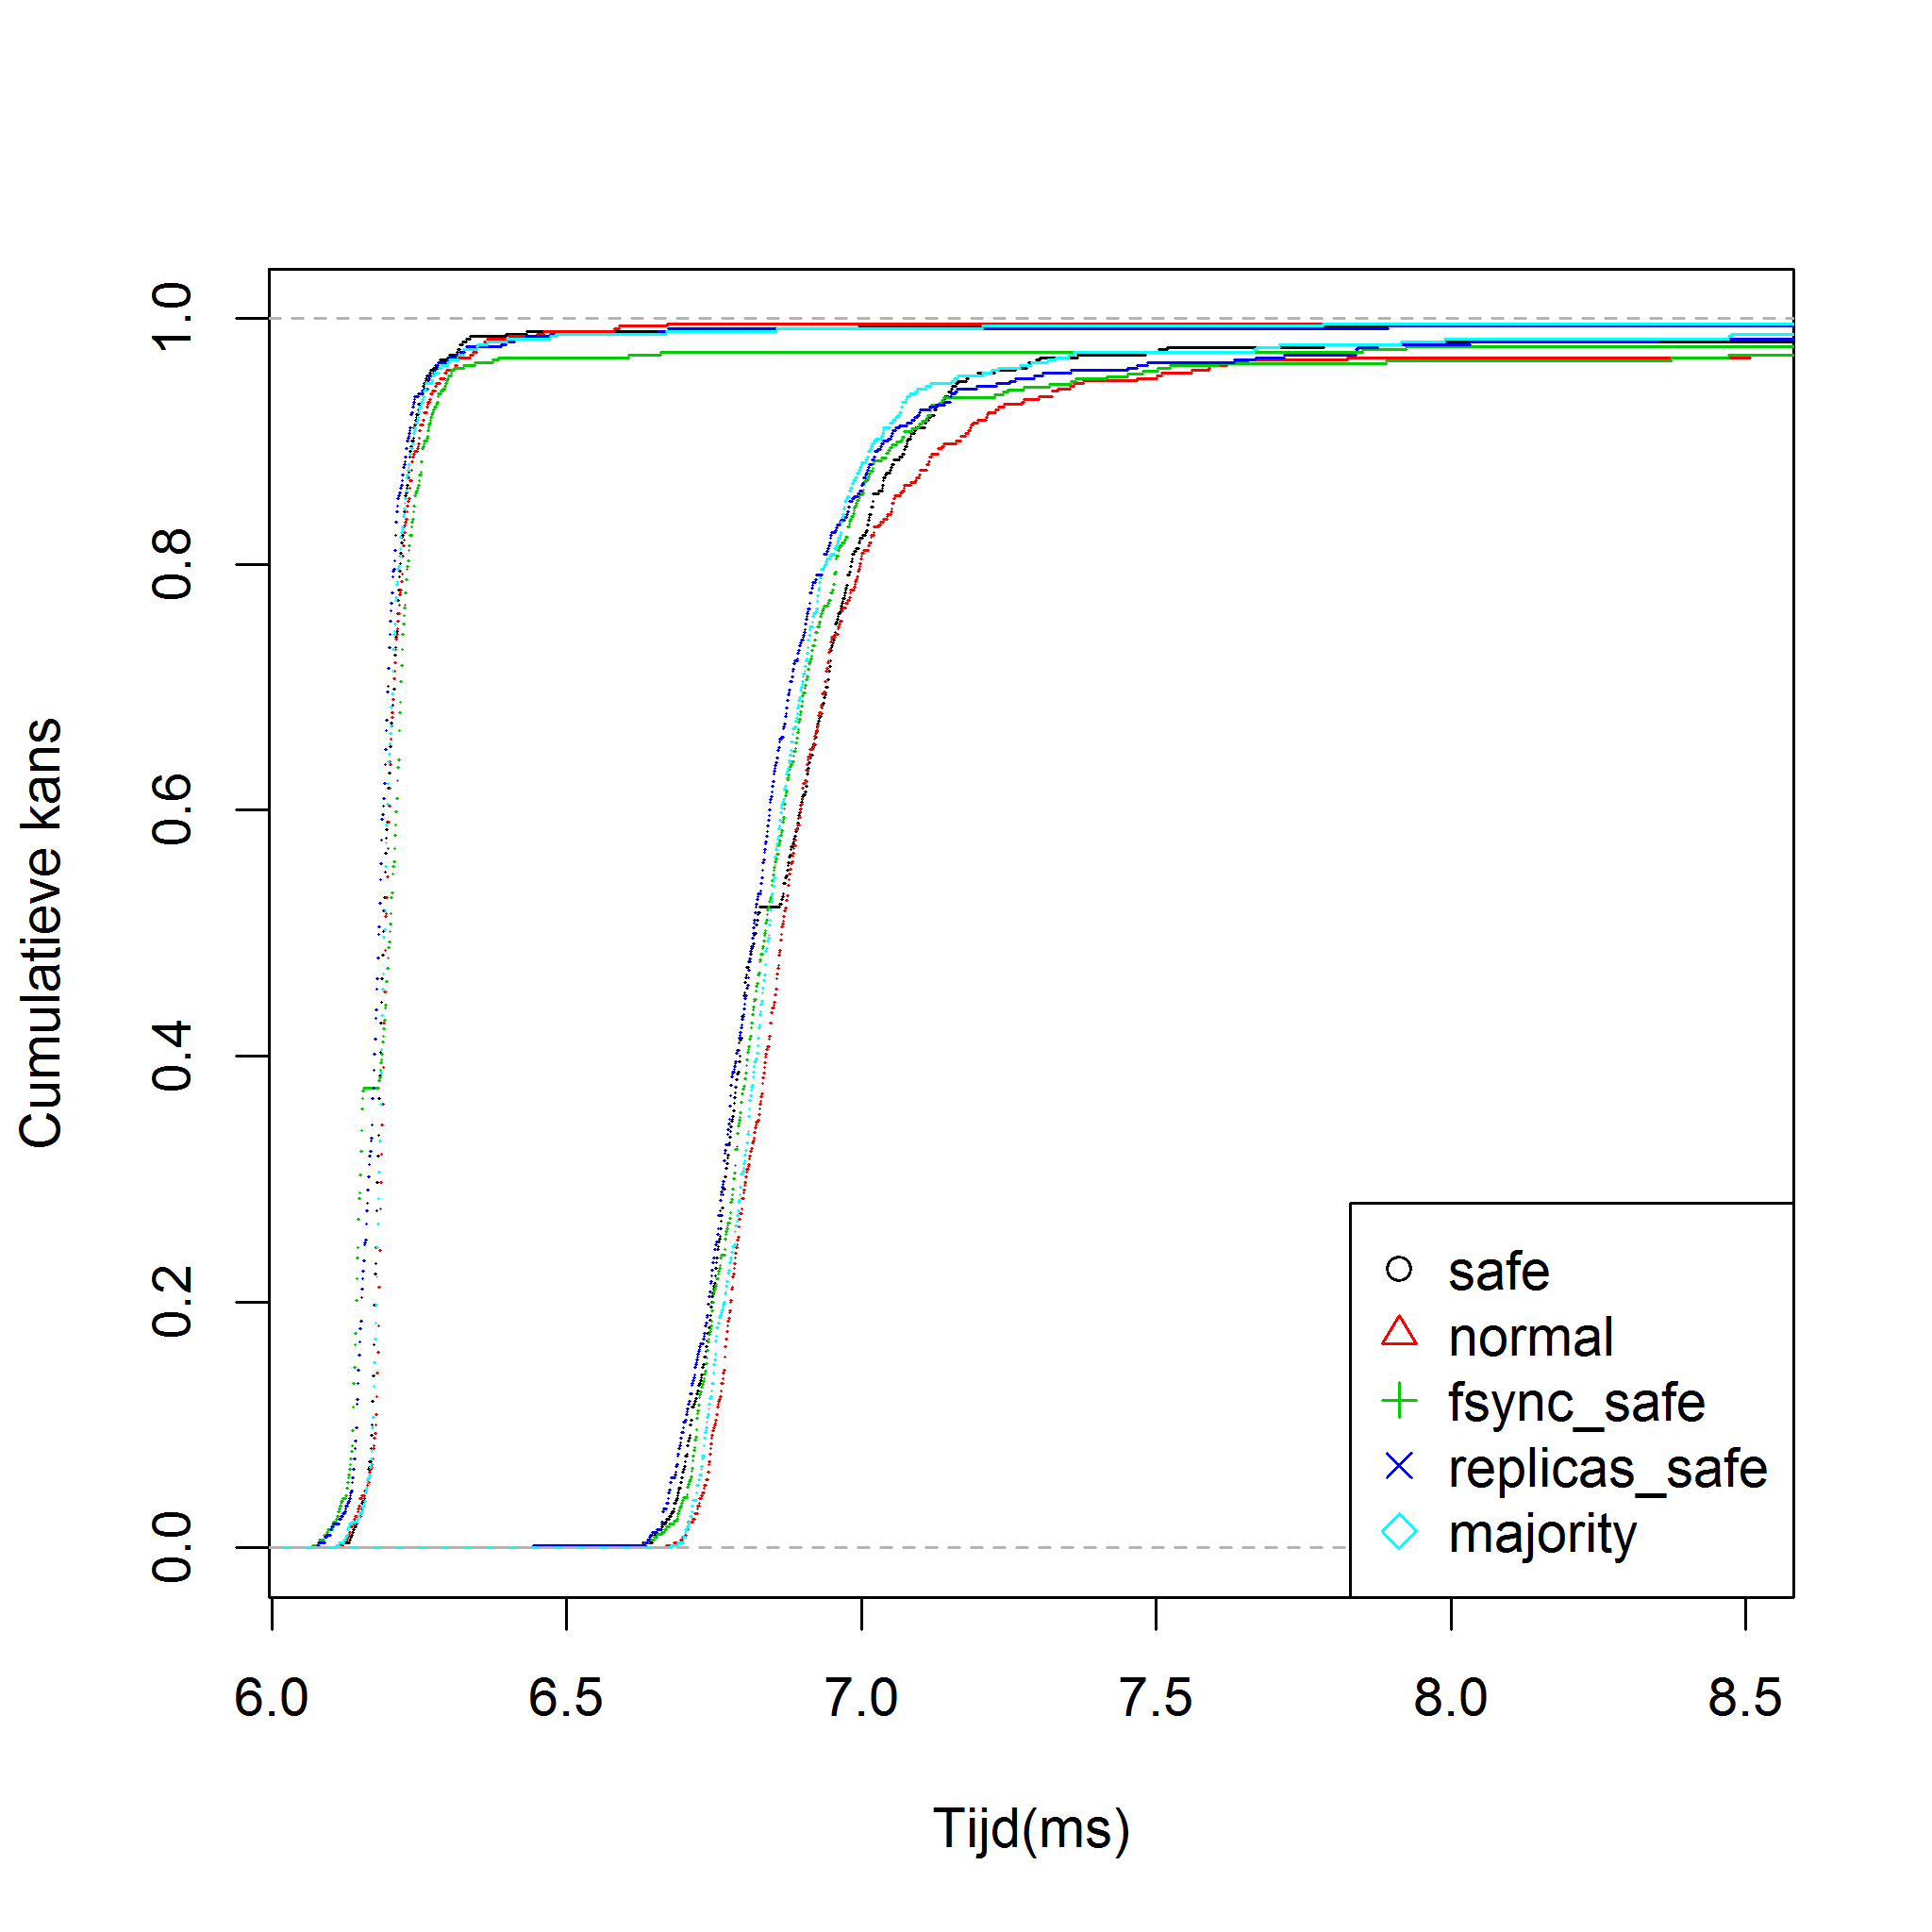 Cumulatieve kans
1.0
0.8
0.6
0.4
0.2
0.0
safe
normal
fsync_safe
replicas_safe
majority
6.0 6.5 7.0 7.5 8.0 8.5
Tijd(ms)